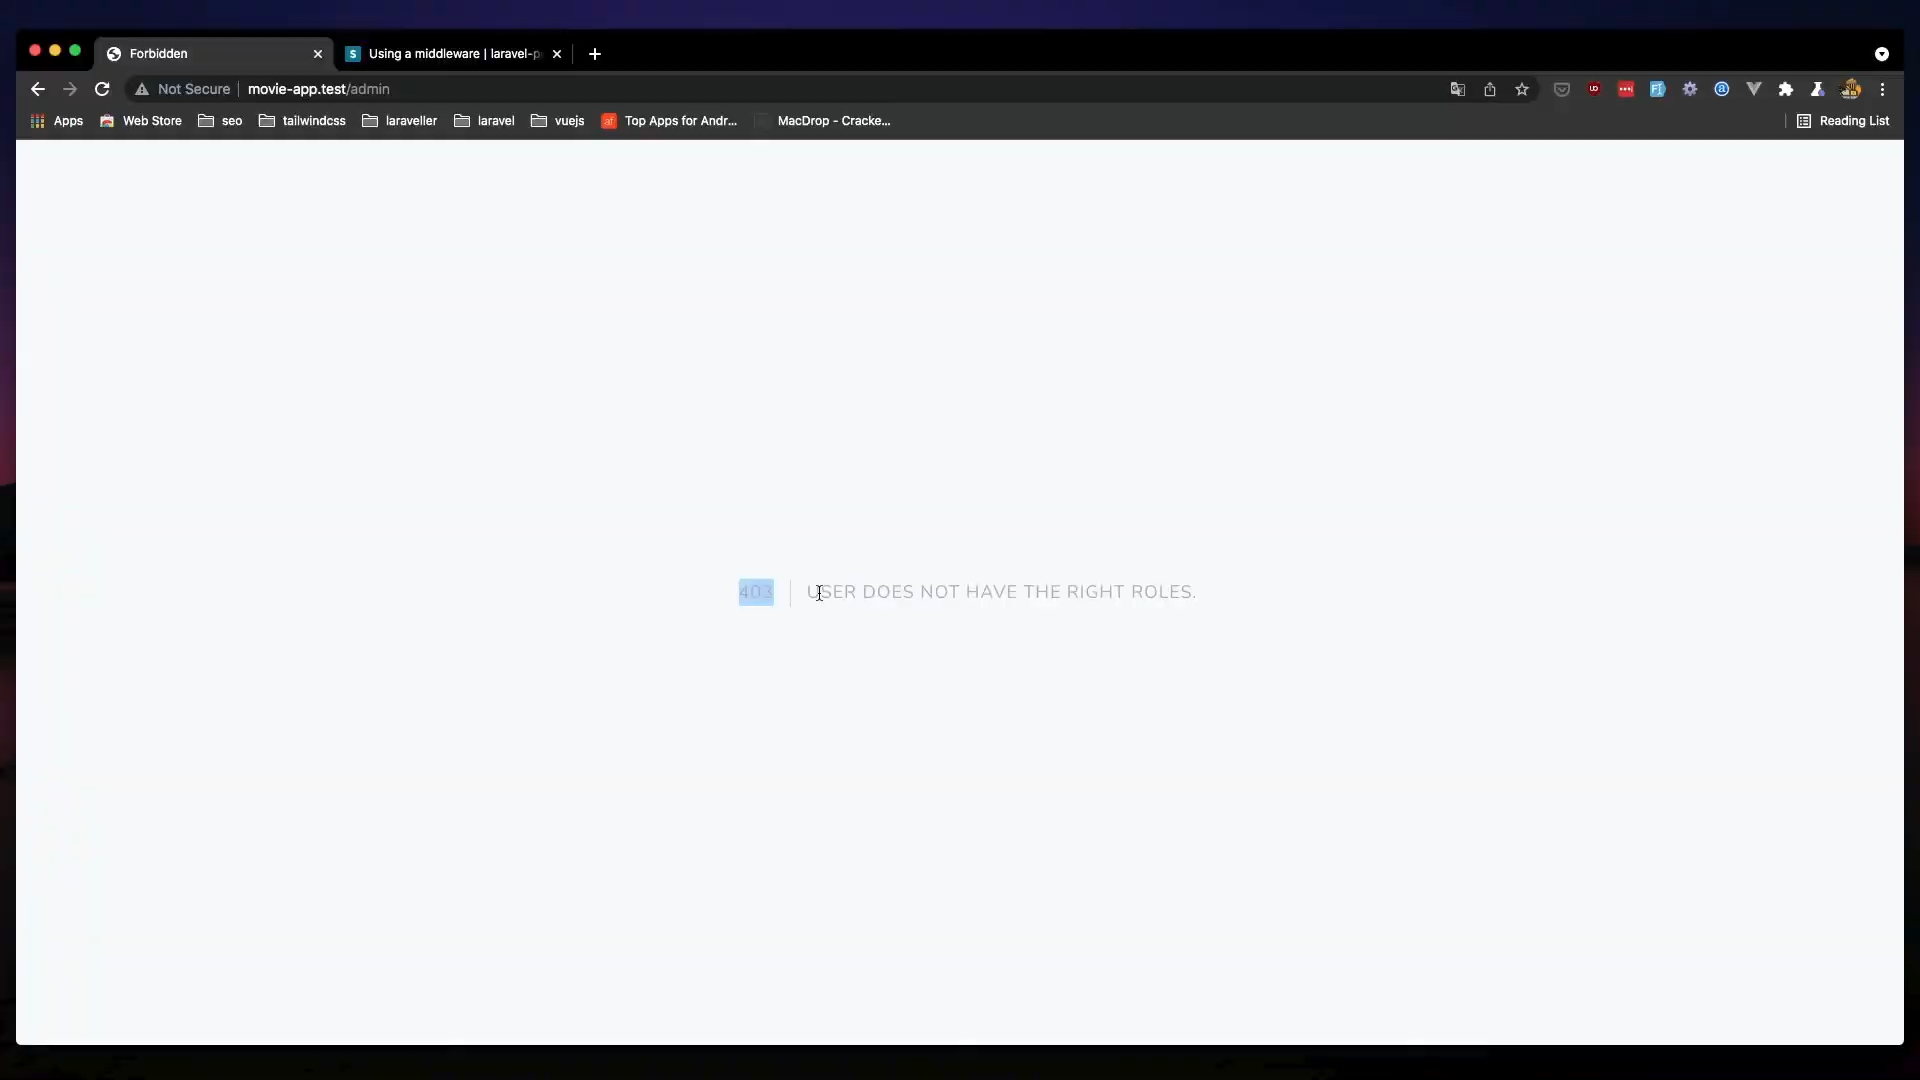 Forbidden
Using a middleware | laravel-p
Not Secure
movie-app.test/admin
Apps
Web Store
seo
tailwindcss
laraveller
laravel
vuejs
Top Apps for Andr...
MacDrop - Cracke...
Reading List
403
USER DOES NOT HAVE THE RIGHT ROLES.